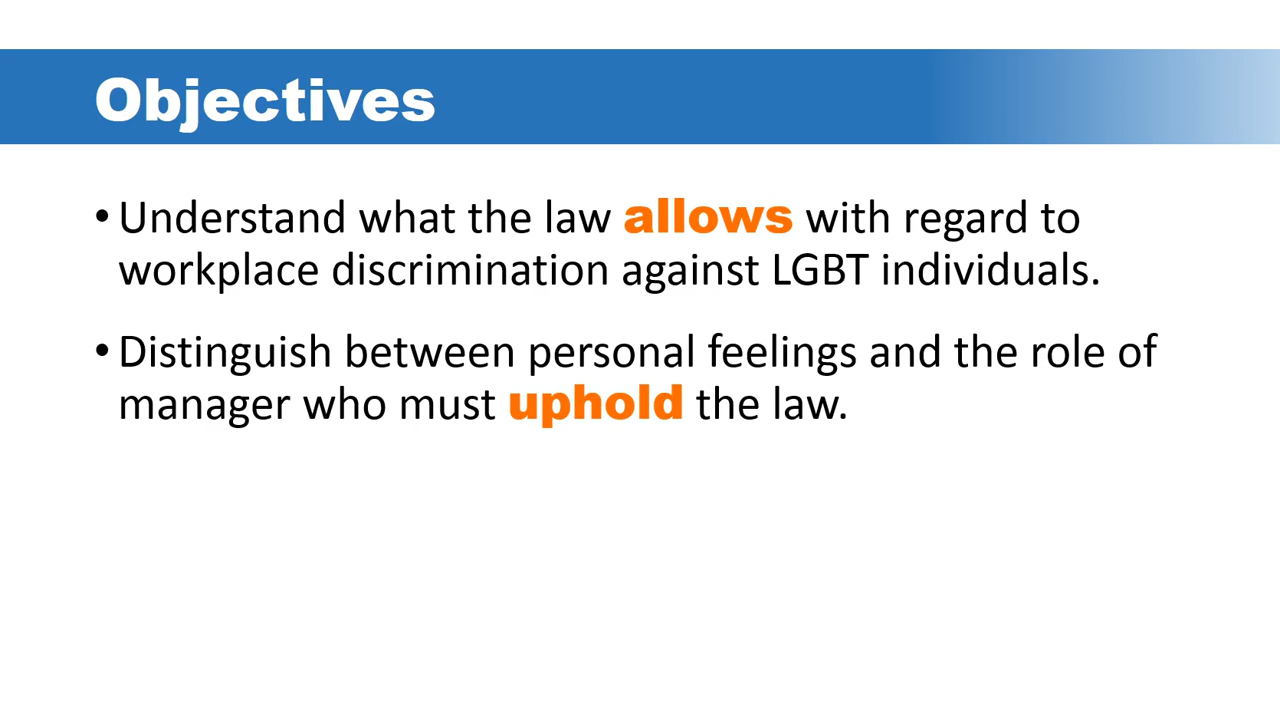 Objectives
•Understand what the law allows with regard to
workplace discrimination against LGBT individuals.
•Distinguish between personal feelings and the role of
manager who must uphold the law.